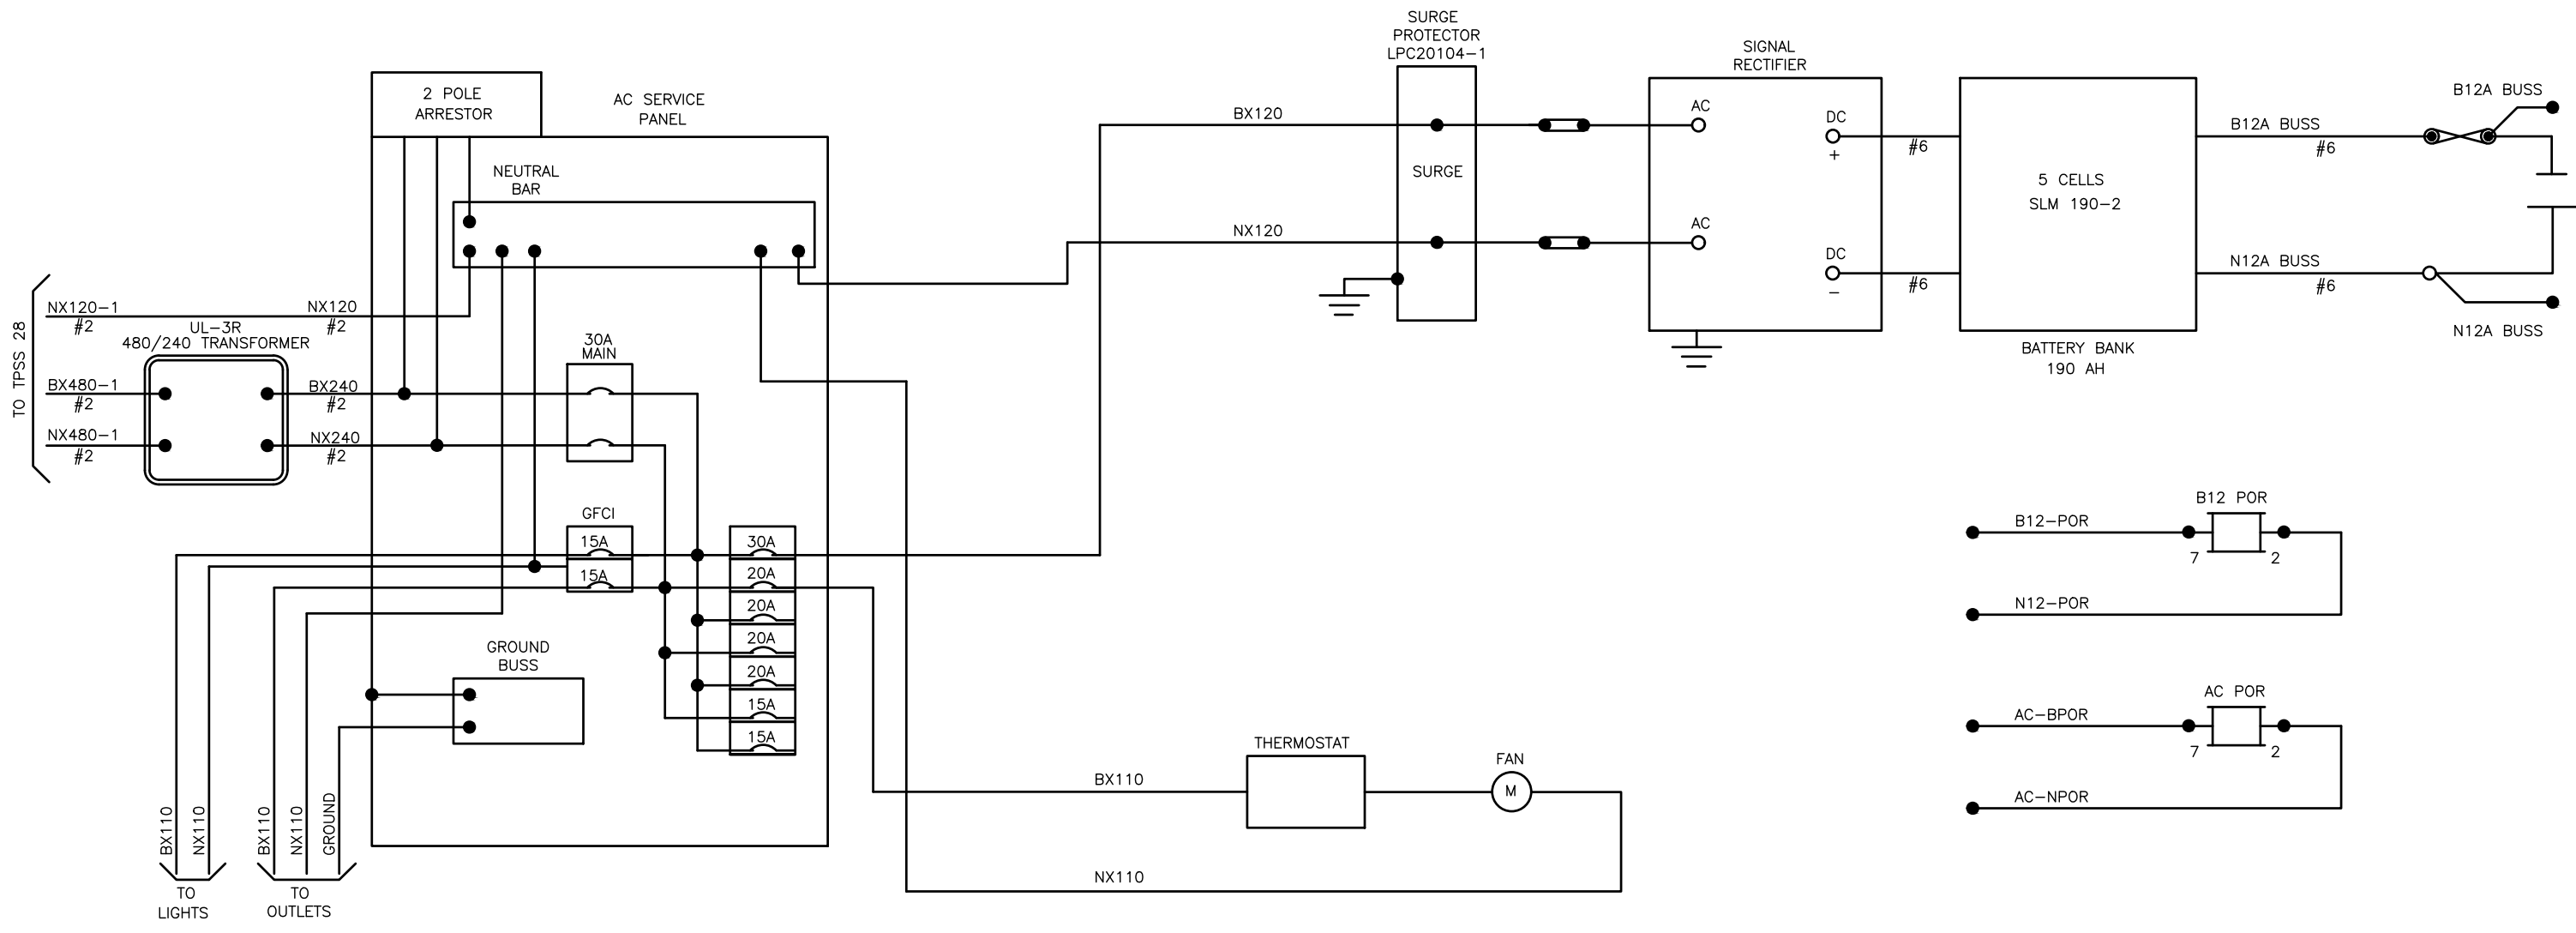 SURGE
PROTECTOR
LPC20104-1
SIGNAL
RECTIFIER
2 POLE
ARRESTOR
AC SERVICE
PANEL
NEUTRAL
BAR
BX120
SURGE
NX120
AC
AC
DC
+
DC
-
#6
#6
5 CELLS
SLM 190-2
BATTERY BANK
190 AH
B12A BUSS
#6
N12A BUSS
#6
B12A BUSS
N12A BUSS
TO TPSS 28
NX120-1
#2
NX120
#2
UL-3R
480/240 TRANSFORMER
BX480-1
#2
BX240
#2
NX480-1
#2
NX240
#2
30A
MAIN
GFCI
15A
15A
30A
20A
20A
20A
20A
15A
15A
GROUND
BUSS
BX110
NX110
BX110
NX110
GROUND
TO
LIGHTS
TO
OUTLETS
THERMOSTAT
FAN
M
BX110
NX110
B12 POR
B12-POR
7
2
N12-POR
AC POR
AC-BPOR
7
2
AC-NPOR